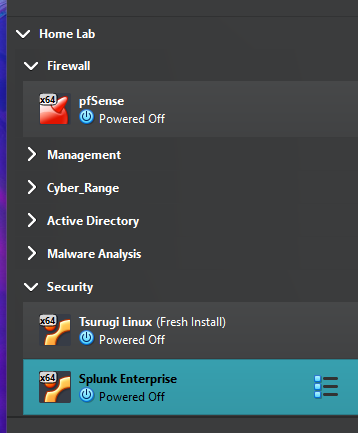 Home Lab
Firewall
x64
pfSense
Powered Off
Management
Cyber_Range
Active Directory
Malware Analysis
Security
x64
Tsurugi Linux (Fresh Install)
Powered Off
x64
Splunk Enterprise
Powered Off